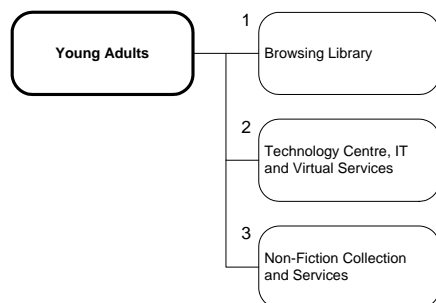 Young Adults
1
Browsing Library
2
Technology Centre, IT
and Virtual Services
3
Non-Fiction Collection
and Services